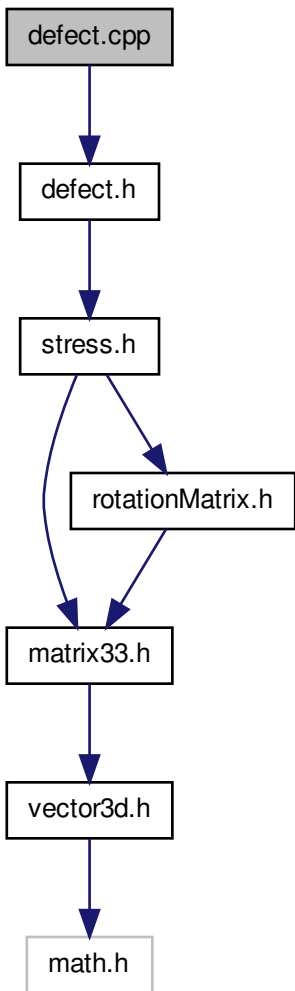 defect.cpp
defect.h
stress.h
rotationMatrix.h
matrix33.h
vector3d.h
math.h